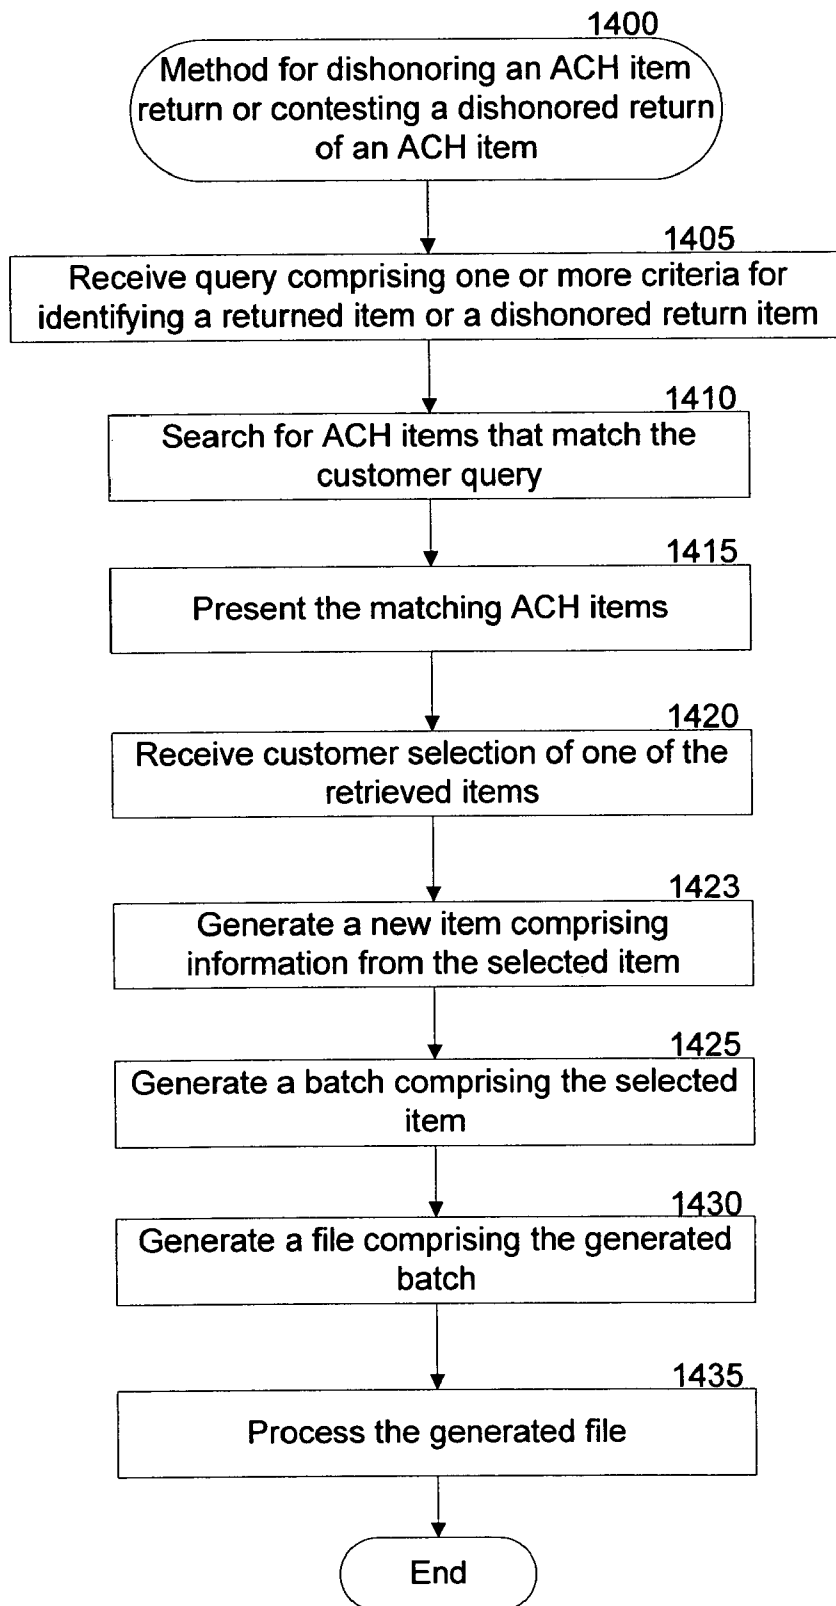 1400
Method for dishonoring an ACH item
return or contesting a dishonored return
of an ACH item
1405
Receive query comprising one or more criteria for
identifying a returned item or a dishonored return item
1410
Search for ACH items that match the
customer query
1415
Present the matching ACH items
1420
Receive customer selection of one of the
retrieved items
1423
Generate a new item comprising
information from the selected item
1425
Generate a batch comprising the selected
item
1430
Generate a file comprising the generated
batch
1435
Process the generated file
End